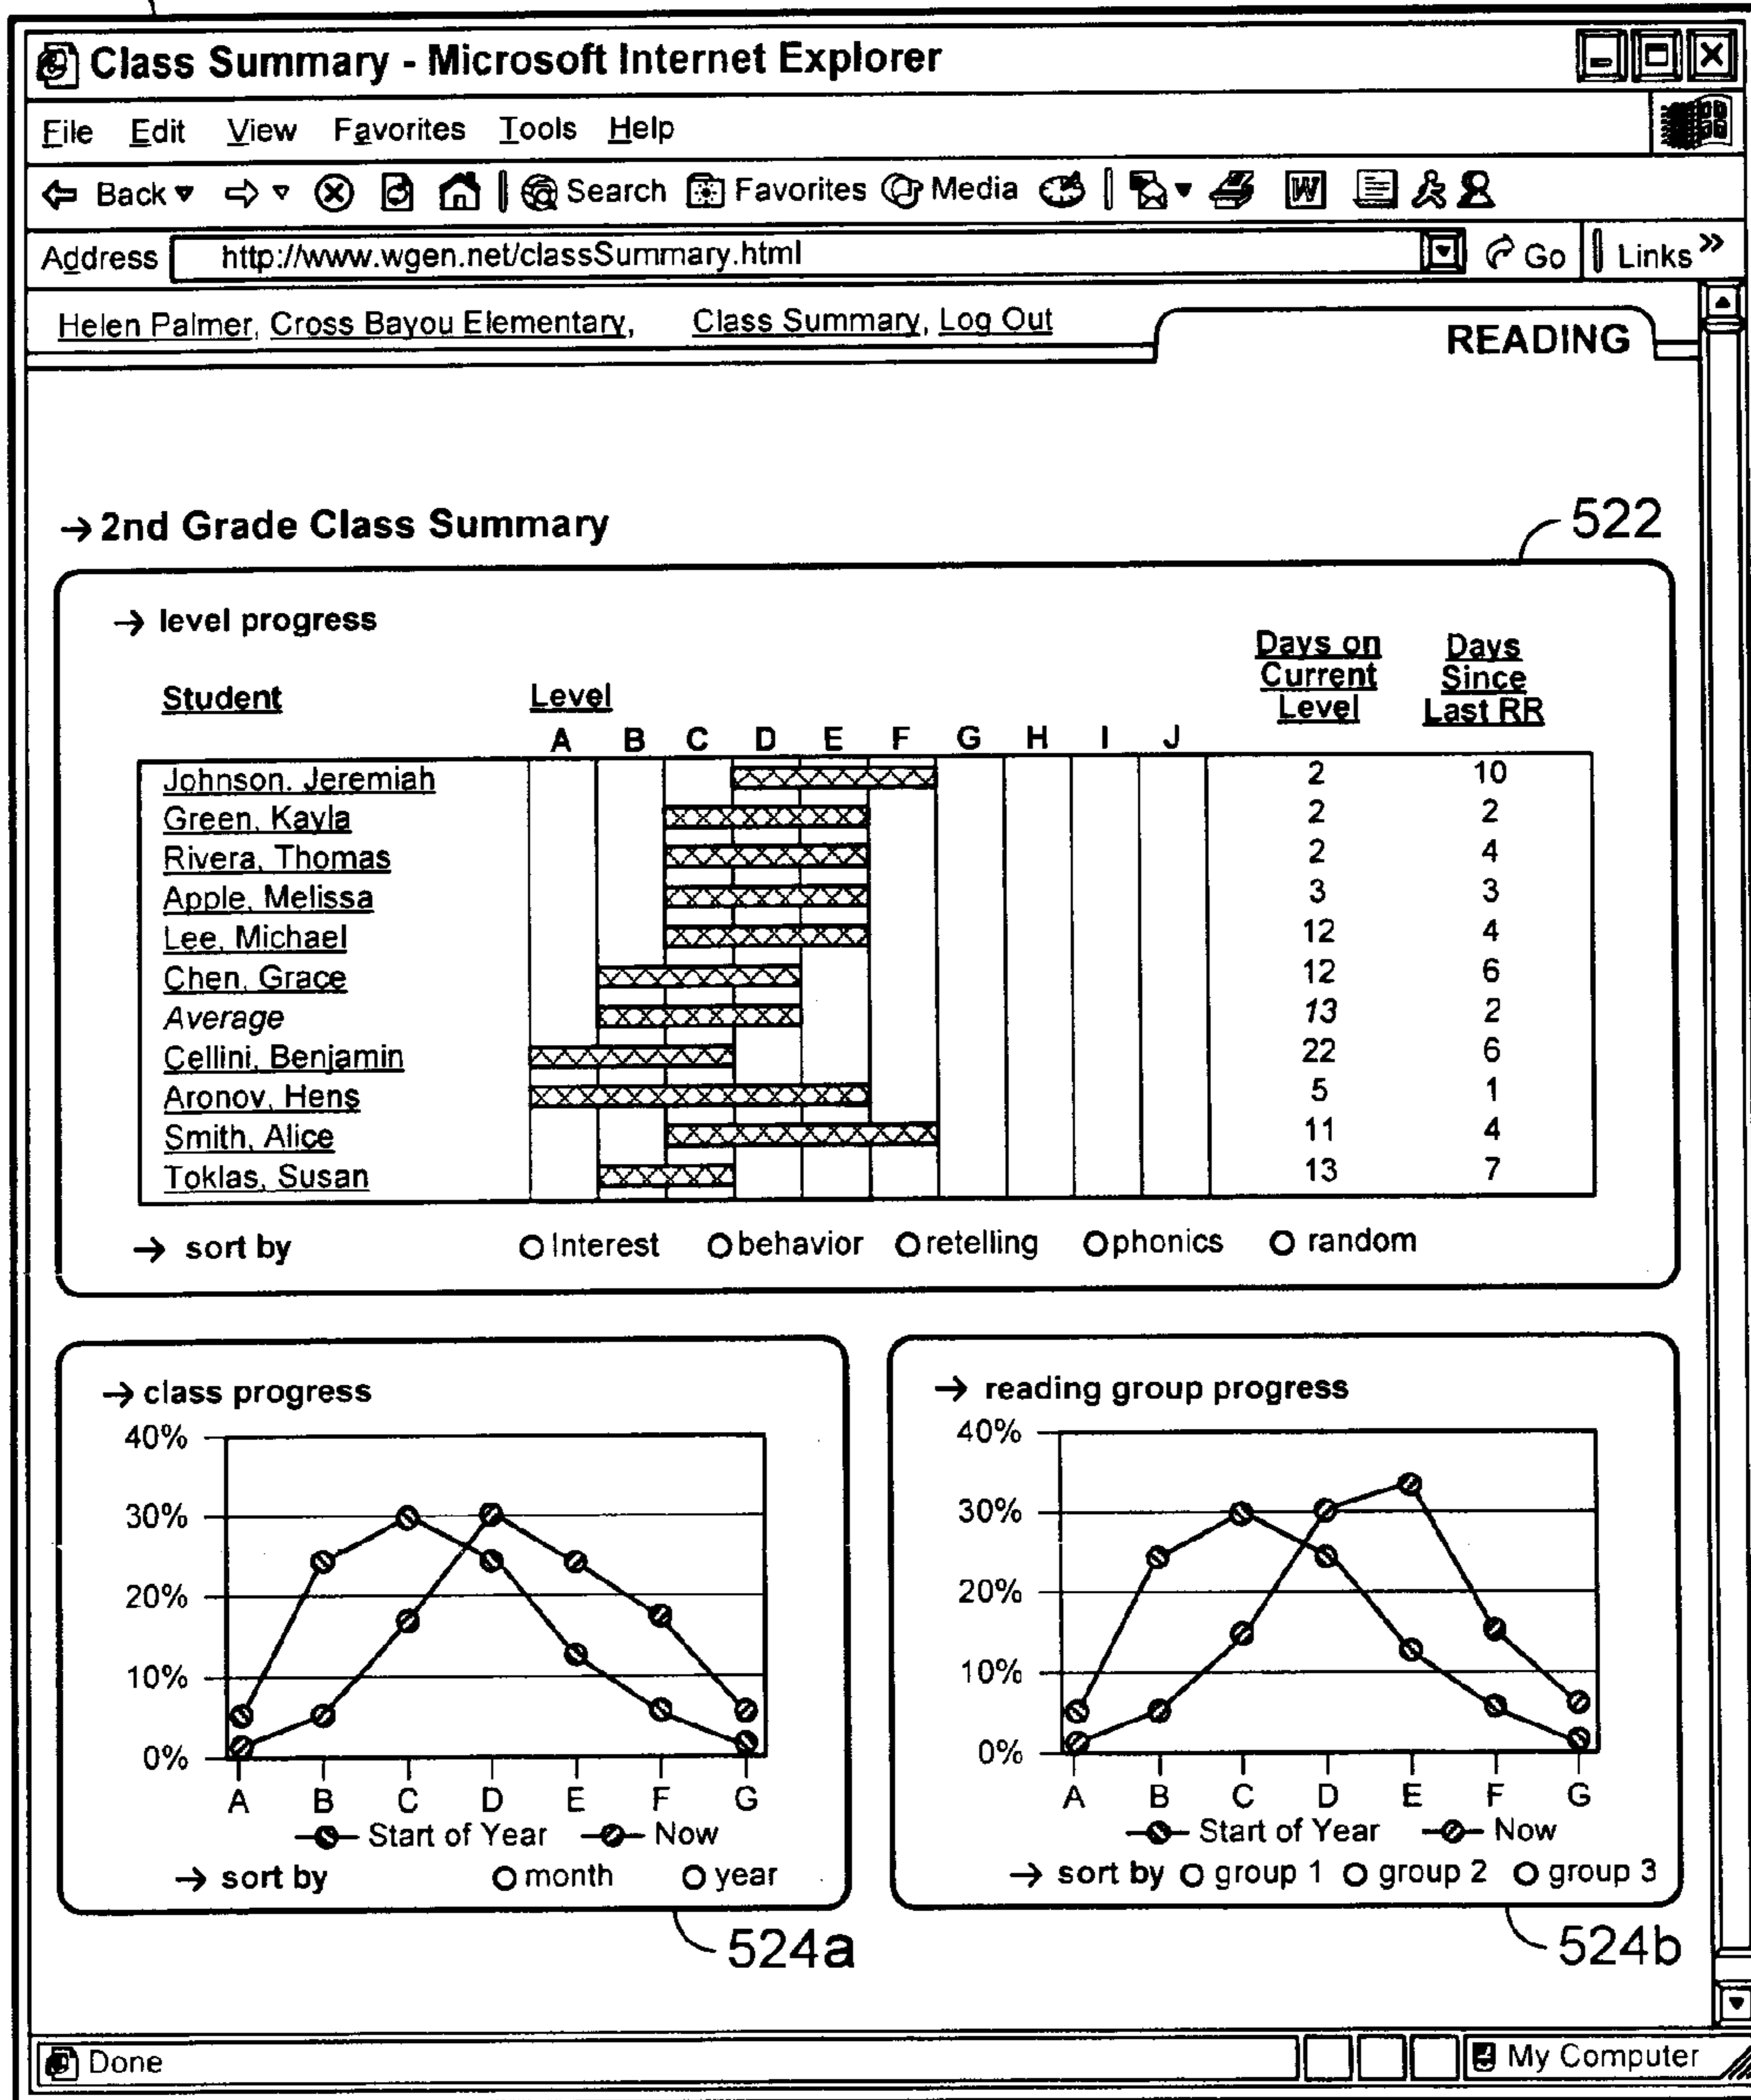 Class Summary - Microsoft Internet Explorer
File Edit View Favorites Tools Help
Back Search Favorites Media W
Address http://www.wgen.net/classSummary.html Go Links »
Helen Palmer, Cross Bayou Elementary, Class Summary, Log Out READING
→ 2nd Grade Class Summary 522
→ level progress
Student Level Days on Current Level Days Since Last RR
A B C D E F G H I J
Johnson. Jeremiah 2 10
Green, Kayla 2 2
Rivera, Thomas 2 4
Apple, Melissa 3 3
Lee, Michael 12 4
Chen, Grace 12 6
Average 13 2
Cellini, Benjamin 22 6
Aronov, Hens 5 1
Smith, Alice 11 4
Toklas, Susan 13 7
→ sort by Interest behavior retelling phonics random
→ class progress
40%
30%
20%
10%
0%
A B C D E F G
Start of Year Now
→ sort by month year
524a
→ reading group progress
40%
30%
20%
10%
0%
A B C D E F G
Start of Year Now
→ sort by group 1 group 2 group 3
524b
Done My Computer